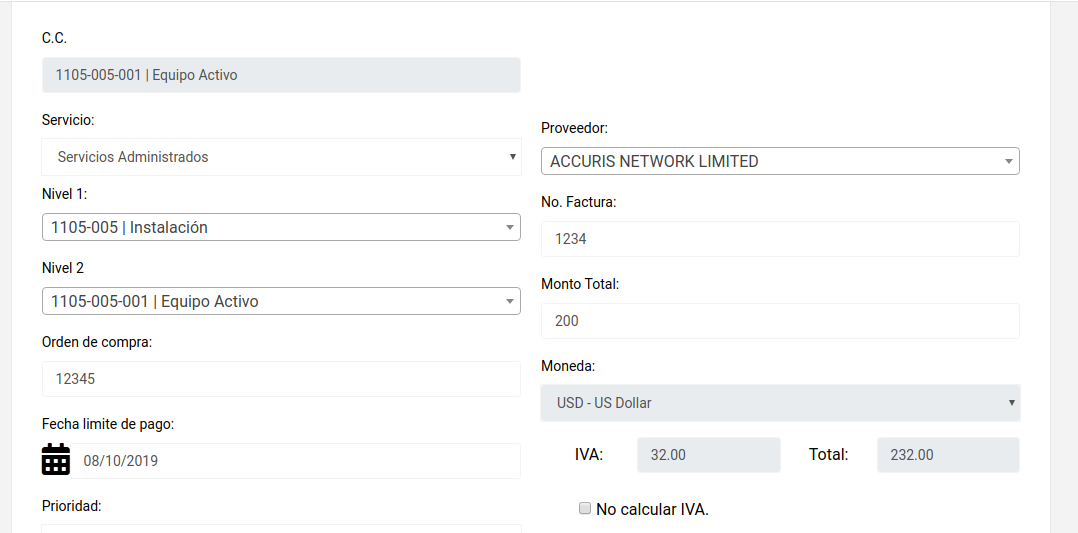 C.C.
1105-005-001 | Equipo Activo
Servicio:
Servicios Administrados
Nivel 1:
1105-005 | Instalación
Nivel 2
1105-005-001 | Equipo Activo
Orden de compra:
12345
Fecha limite de pago:
08/10/2019
Prioridad:
Proveedor:
ACCURIS NETWORK LIMITED
No. Factura:
1234
Monto Total:
200
Moneda:
USD - US Dollar
IVA: 32.00 Total: 232.00
No calcular IVA.